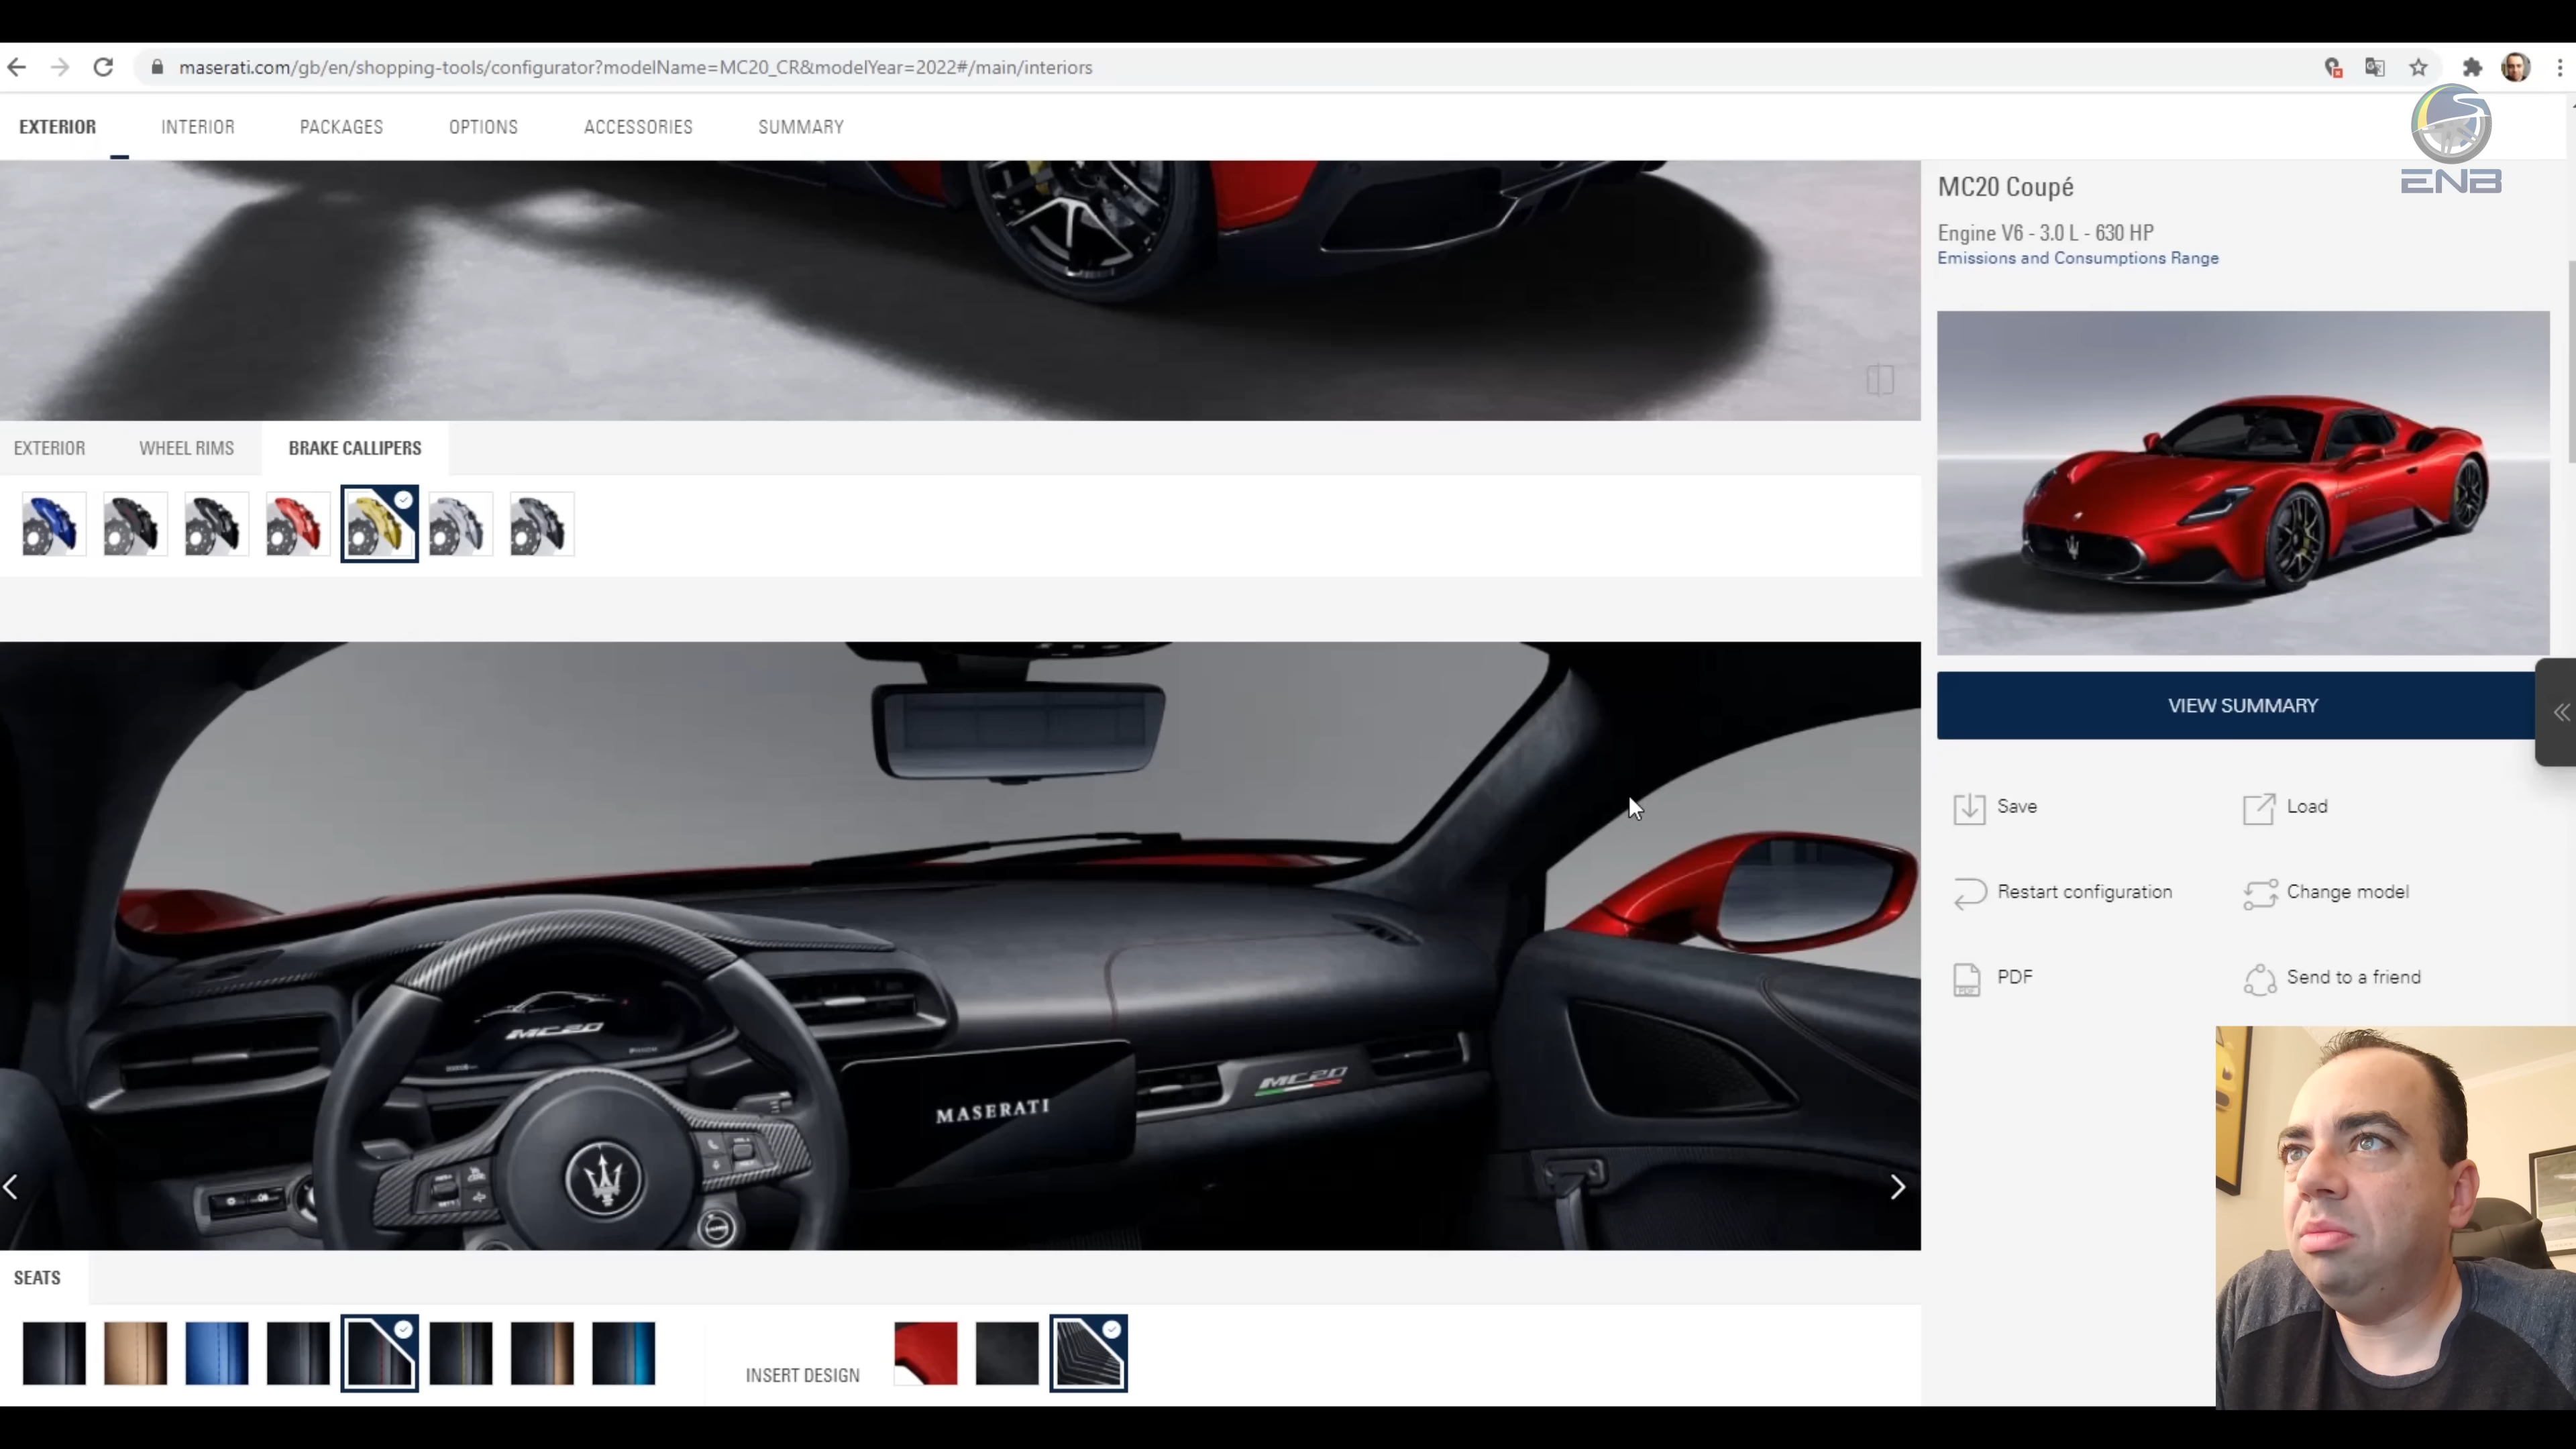 maserati.com/gb/en/shopping-tools/configurator?modelName=MC20_CR&modelYear=2022#/main/interiors
EXTERIOR INTERIOR PACKAGES OPTIONS ACCESSORIES SUMMARY
ENB
MC20 Coupé
Engine V6 - 3.0 L - 630 HP
Emissions and Consumptions Range
EXTERIOR WHEEL RIMS BRAKE CALLIPERS
VIEW SUMMARY
Save Load
Restart configuration Change model
PDF Send to a friend
MC20
MASERATI
MC20
SEATS
INSERT DESIGN